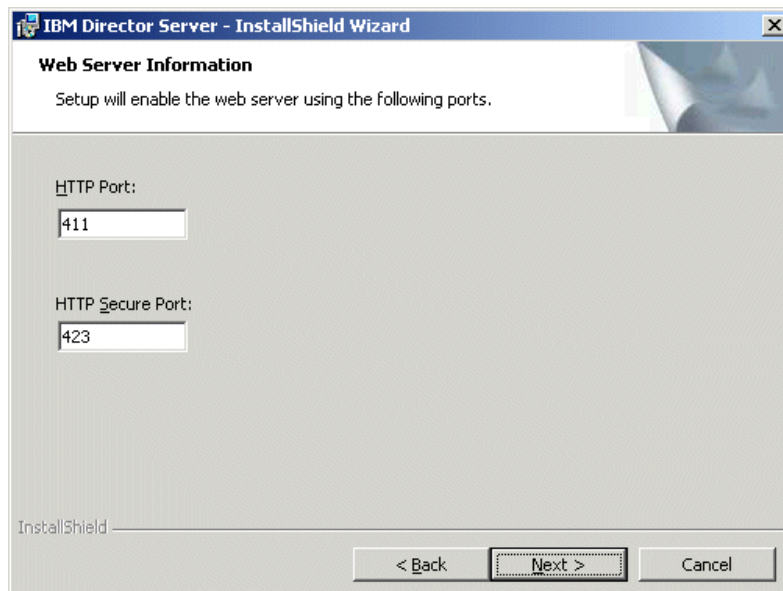 IBM Director Server - InstallShield Wizard
Web Server Information
Setup will enable the web server using the following ports.
HTTP Port:
411
HTTP Secure Port:
423
InstallShield
< Back Next > Cancel